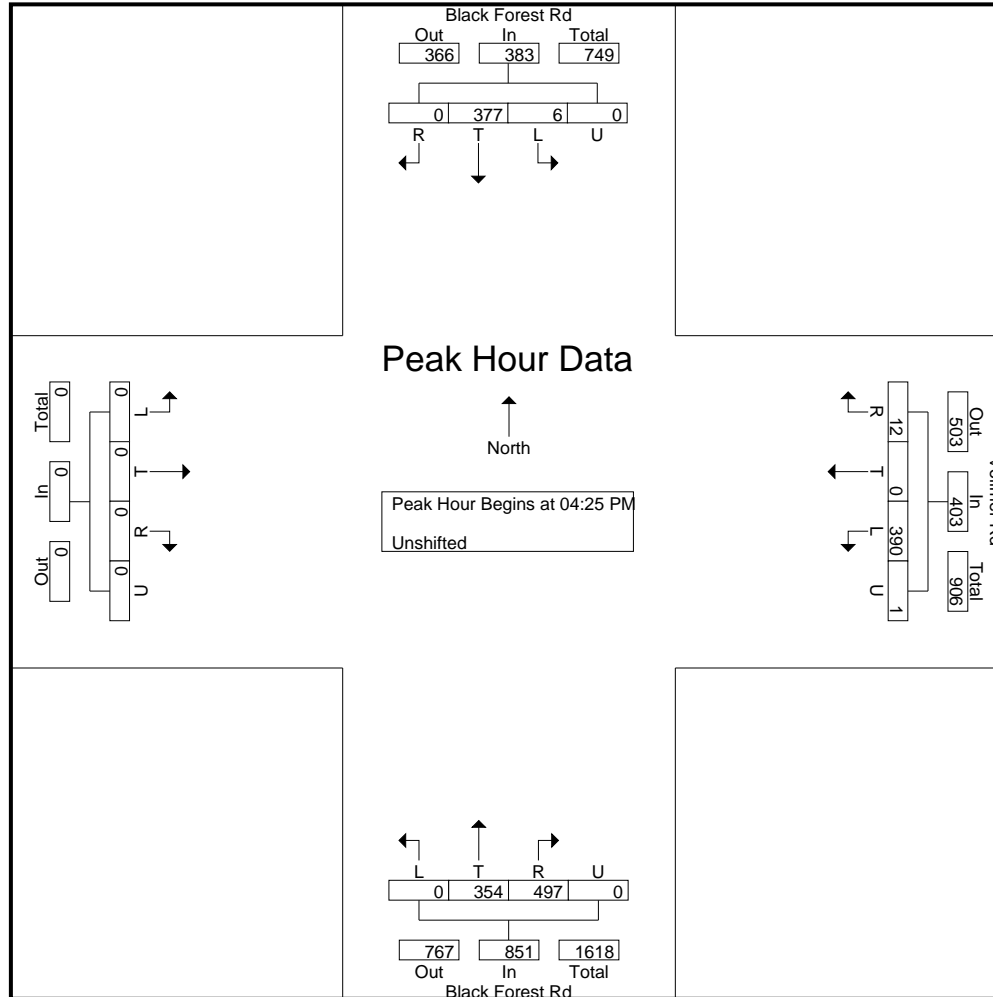 Black Forest Rd
Out In Total
366 383 749
0 377 6 0
R T L U
Peak Hour Data
North
Peak Hour Begins at 04:25 PM
Unshifted
Total In Out
0 0 0
0 0 0 0
L T R U
R T L U
12 0 390 1
Out In Total
503 403 906
L T R U
0 354 497 0
767 851 1618
Out In Total
Black Forest Rd